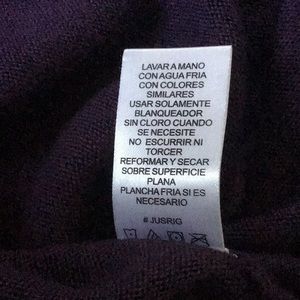 LAVAR A MANO
CON AGUA FRIA
CON COLORES
SIMILARES
USAR SOLAMENTE
BLANQUEADOR
SIN CLORO CUANDO
SE NECESITE
NO ESCURRIR NI
TORCER
REFORMAR Y SECAR
SOBRE SUPERFICIE
PLANA
PLANCHA FRIA SI ES
NECESARIO
# JUSRIG